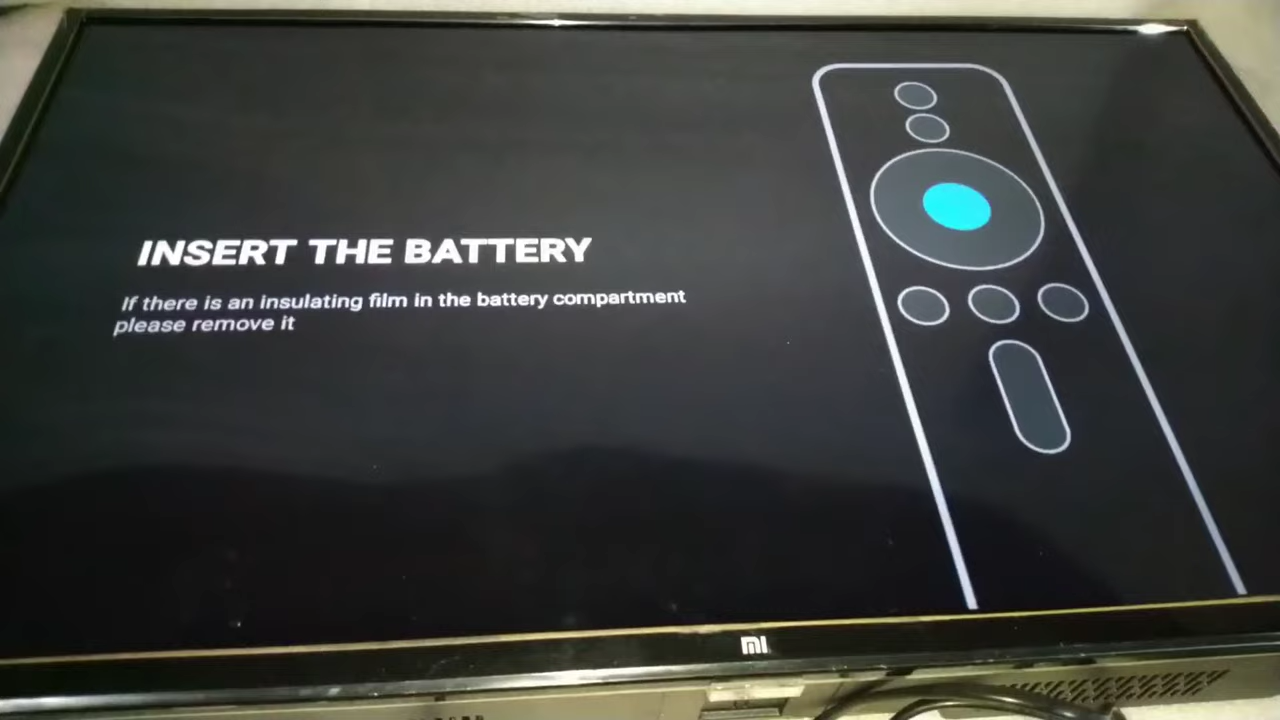 INSERT THE BATTERY
If there is an insulating film in the battery compartment
please remove it
mi